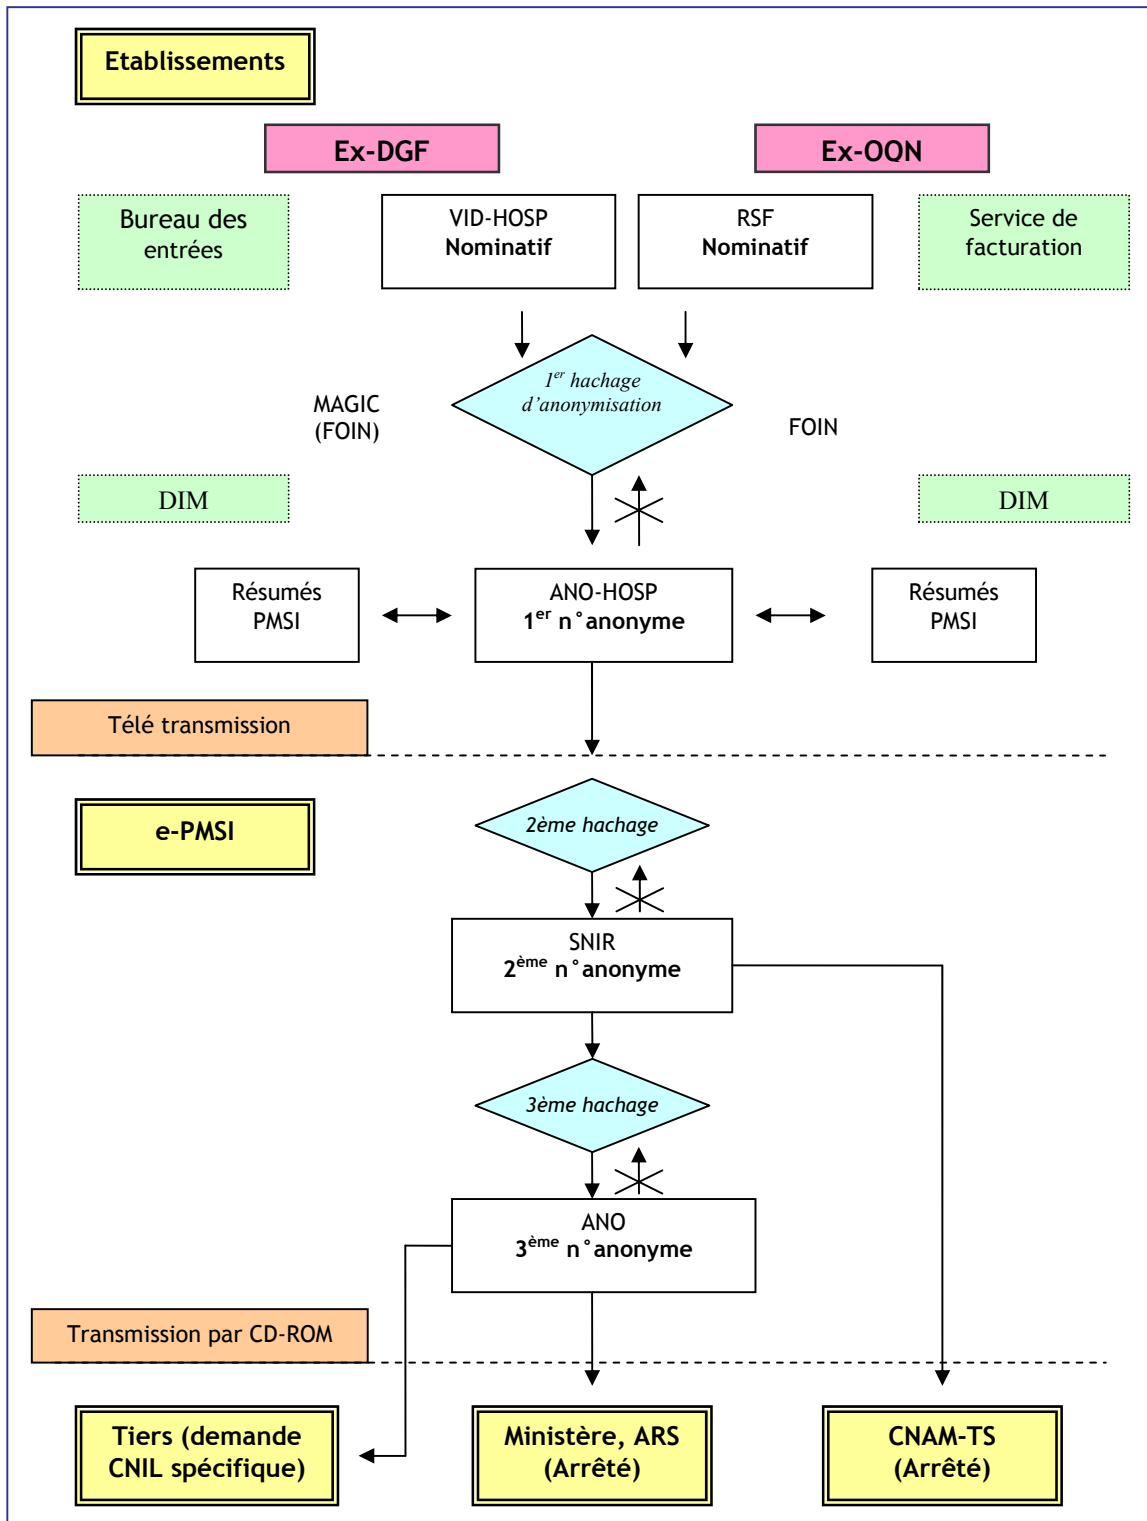 Etablissements
Ex-DGF
Ex-OQN
Bureau des
entrées
VID-HOSP
Nominatif
RSF
Nominatif
Service de
facturation
1er hachage
d'anonymisation
MAGIC
(FOIN)
FOIN
DIM
DIM
Résumés
PMSI
ANO-HOSP
1er n°anonyme
Résumés
PMSI
Télé transmission
e-PMSI
2ème hachage
SNIR
2ème n°anonyme
3ème hachage
ANO
3ème n°anonyme
Transmission par CD-ROM
Tiers (demande
CNIL spécifique)
Ministère, ARS
(Arrêté)
CNAM-TS
(Arrêté)